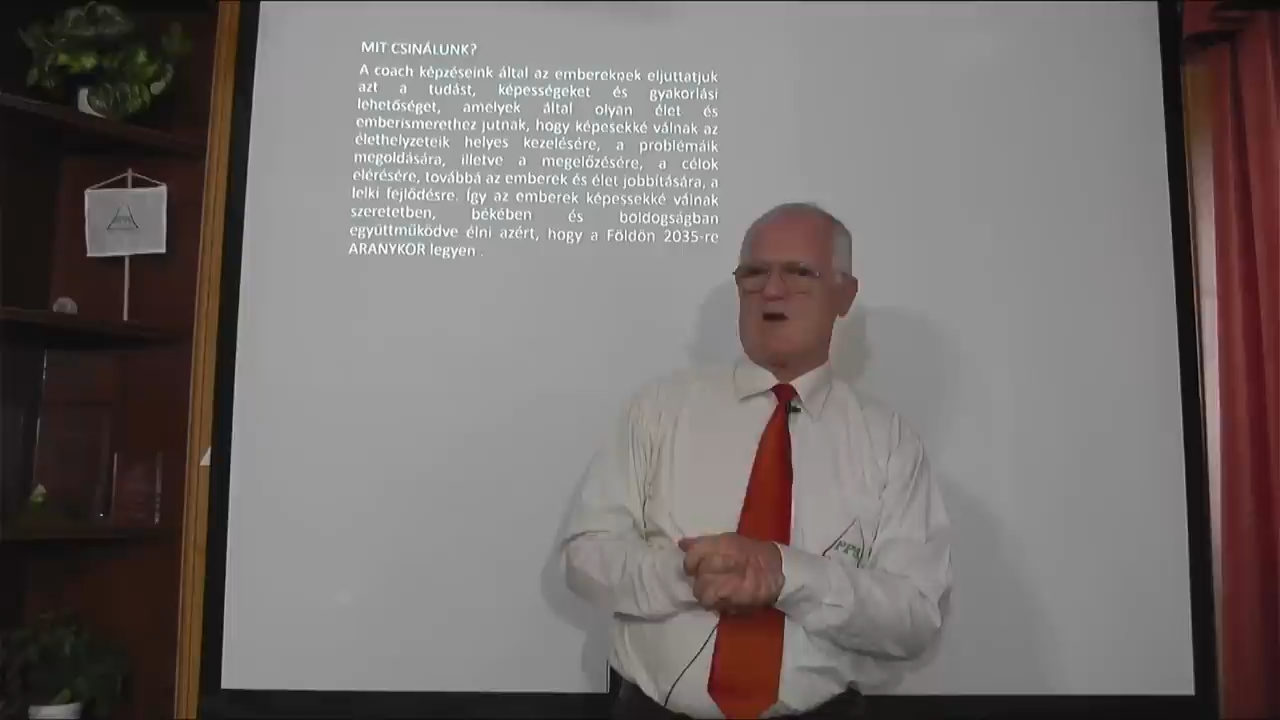 MIT CSINÁLUNK?
A coach képzéseink által az embereknek eljuttatjuk
azt a tudást, képességeket és gyakorlási
lehetőséget, amelyek által olyan élet és
emberismerethez jutnak, hogy képesekké válnak az
élethelyzeteik helyes kezelésére, a problémáik
megoldására, illetve a megelőzésére, a célok
elérésére, továbbá az emberek és élet jobbítására, a
lelki fejlődésre. Így az emberek képessekké válnak
szeretetben, békében és boldogságban
együttműködve élni azért, hogy a Földön 2035-re
ARANYKOR legyen .